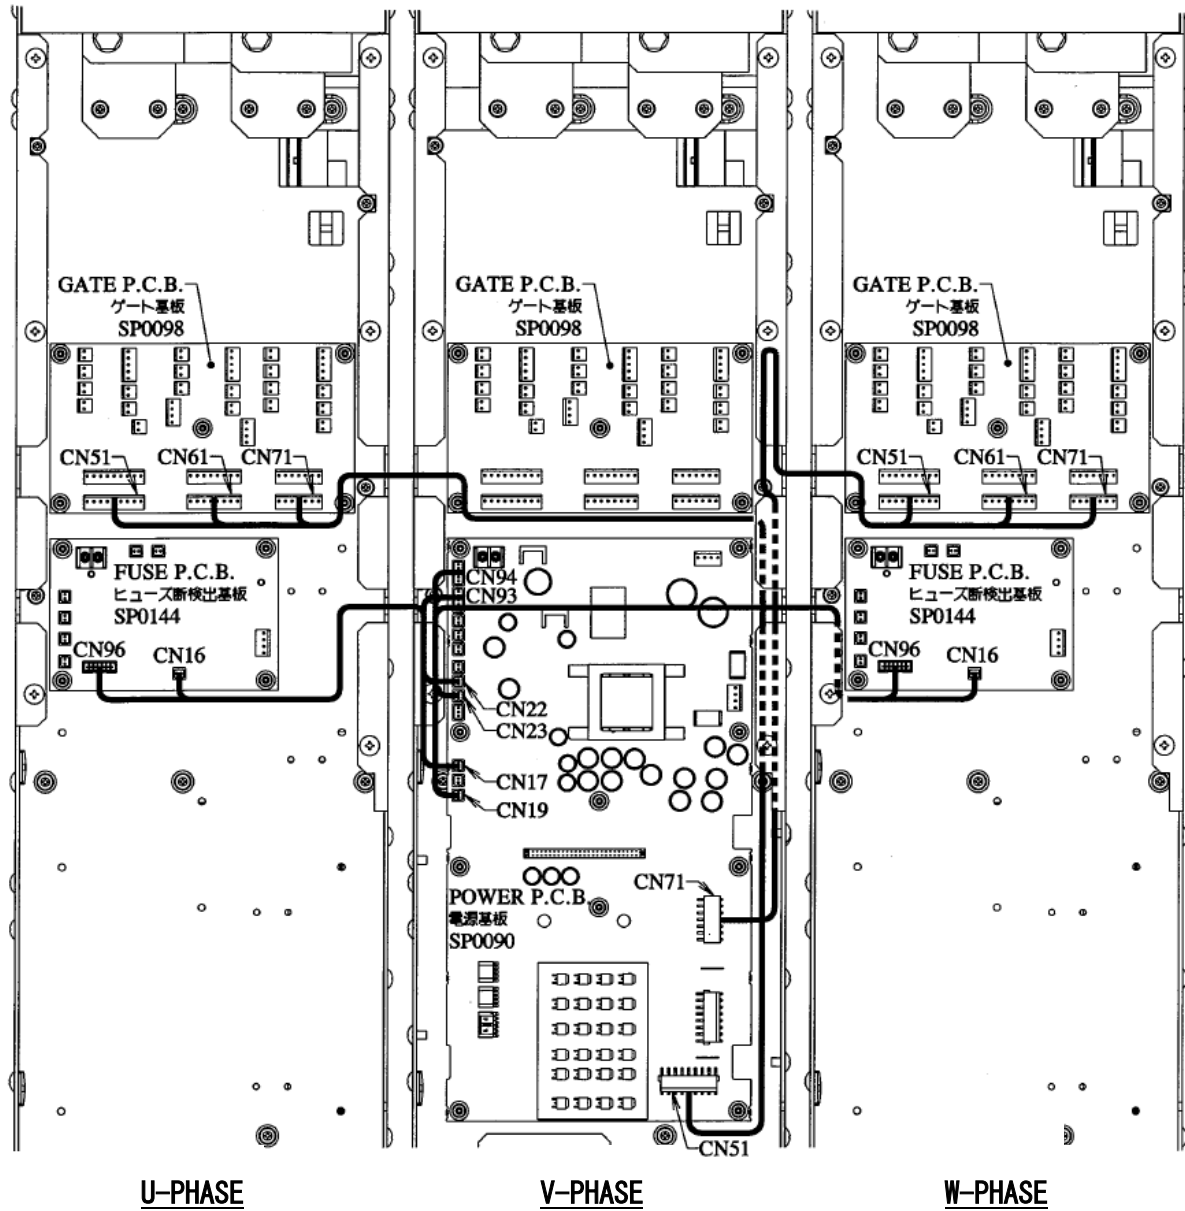 GATE P.C.B.
ゲート基板
SP0098
CN51
CN61
CN71
FUSE P.C.B.
ヒューズ断検出基板
SP0144
CN96
CN16
U-PHASE
GATE P.C.B.
ゲート基板
SP0098
CN94
CN93
CN22
CN23
CN17
CN19
CN71
POWER P.C.B.
電源基板
SP0090
CN51
V-PHASE
GATE P.C.B.
ゲート基板
SP0098
CN51
CN61
CN71
FUSE P.C.B.
ヒューズ断検出基板
SP0144
CN96
CN16
W-PHASE